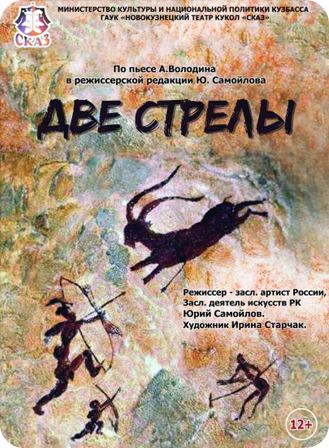 МИНИСТЕРСТВО КУЛЬТУРЫ И НАЦИОНАЛЬНОЙ ПОЛИТИКИ КУЗБАССА
ГАУК «НОВОКУЗНЕЦКИЙ ТЕАТР КУКОЛ «СКАЗ»
СКАЗ
По пьесе А.Володина
в режиссерской редакции Ю. Самойлова
ДВЕ СТРЕЛЫ
Режиссер - засл. артист России,
Засл. деятель искусств РК
Юрий Самойлов.
Художник Ирина Старчак.
12+